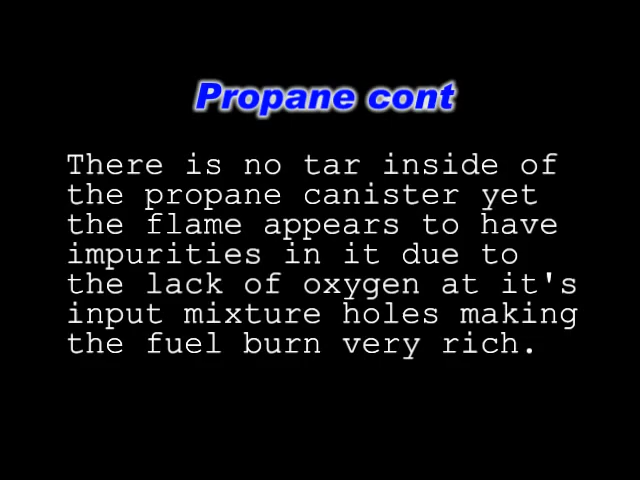 Propane cont
There is no tar inside of
the propane canister yet
the flame appears to have
impurities in it due to
the lack of oxygen at it's
input mixture holes making
the fuel burn very rich.